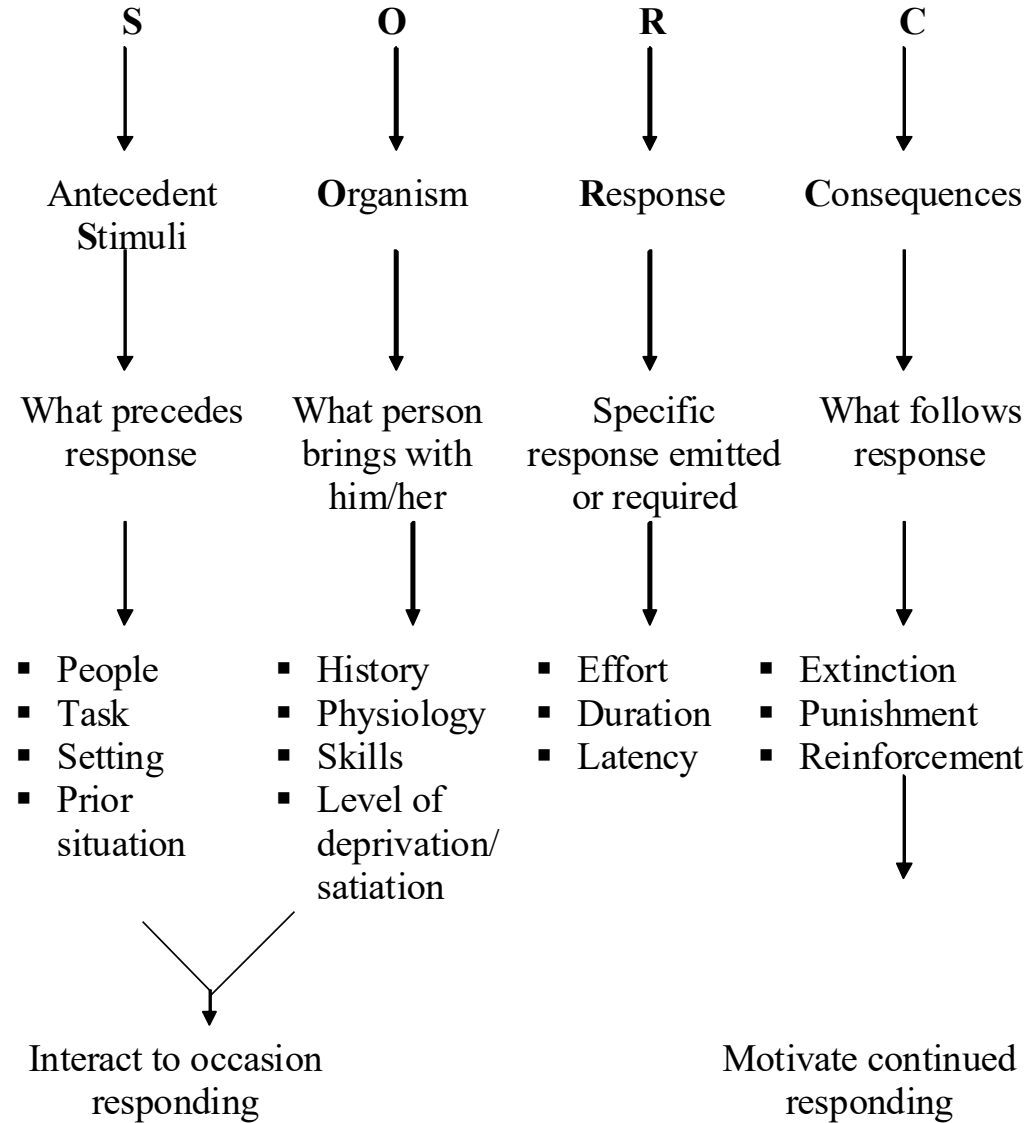 S
O
R
C
Antecedent
Stimuli
Organism
Response
Consequences
What precedes
response
What person
brings with
him/her
Specific
response emitted
or required
What follows
response
▪ People
▪ Task
▪ Setting
▪ Prior
situation
▪ History
▪ Physiology
▪ Skills
▪ Level of
deprivation/
satiation
▪ Effort
▪ Duration
▪ Latency
▪ Extinction
▪ Punishment
▪ Reinforcement
Interact to occasion
responding
Motivate continued
responding